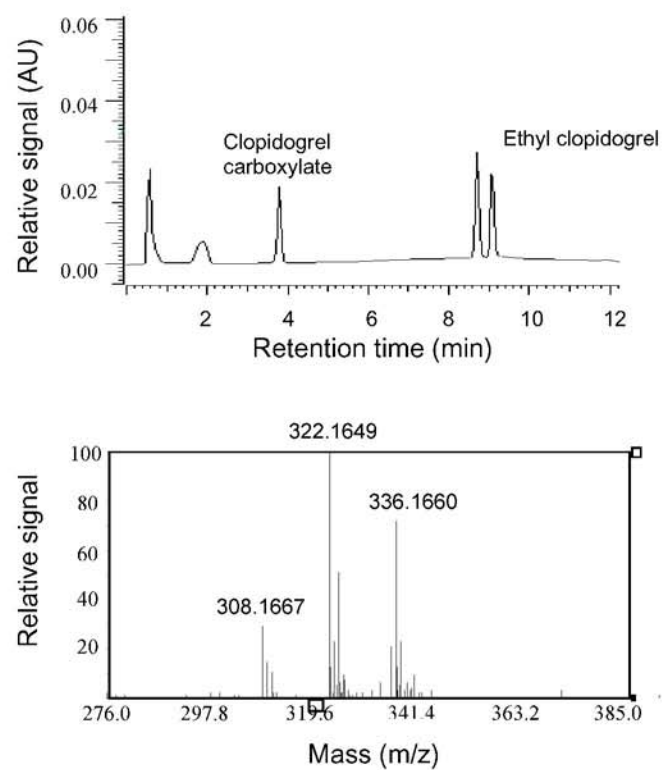 Relative signal (AU)
0.06
0.04
0.02
0.00
Clopidogrel
carboxylate
Ethyl clopidogrel
2 4 6 8 10 12
Retention time (min)
322.1649
336.1660
308.1667
Relative signal
100
80
60
40
20
276.0 297.8 319.6 341.4 363.2 385.0
Mass (m/z)